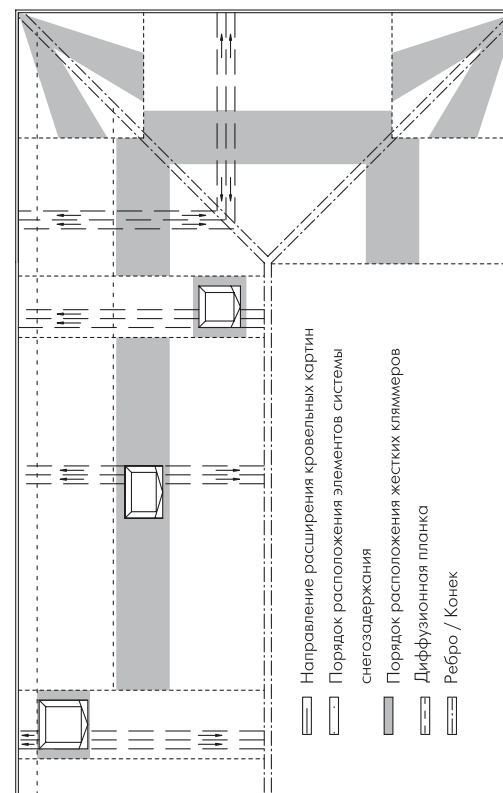 Направление расширения кровельных картин
Порядок расположения элементов системы
снегозадержания
Порядок расположения жестких кляммеров
Диффузионная планка
Ребро / Конек